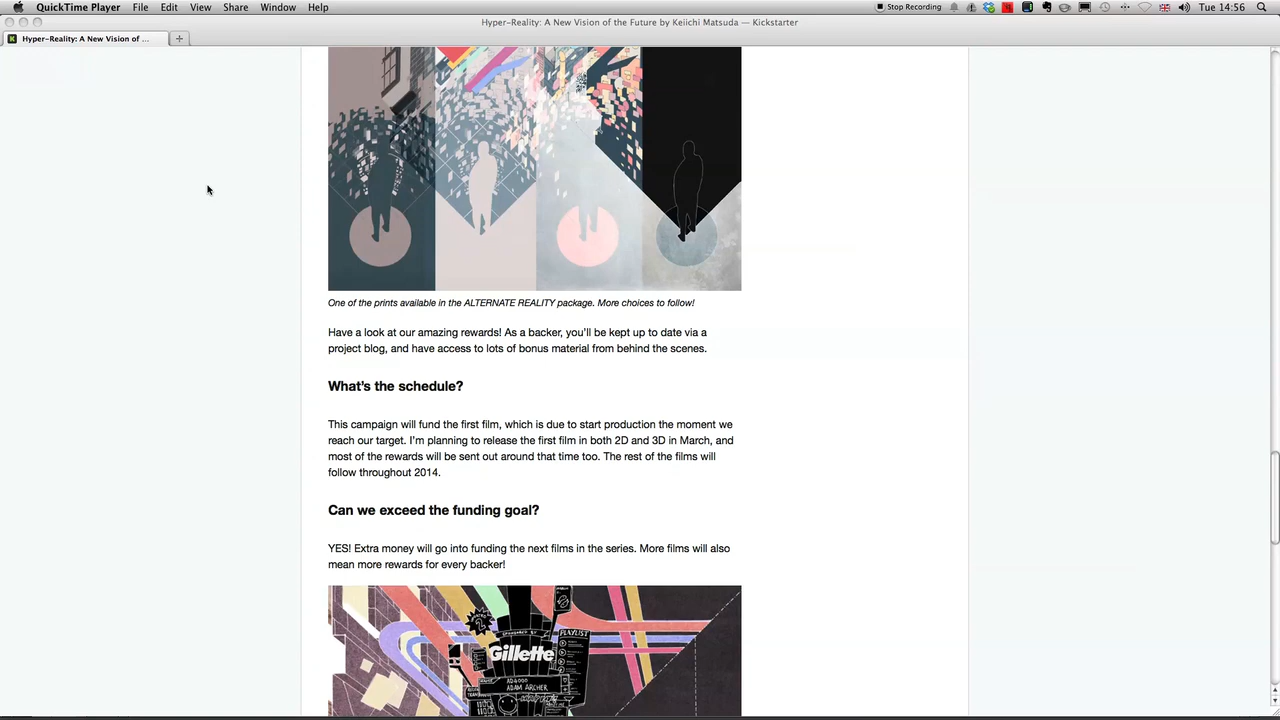 QuickTime Player File Edit View Share Window Help Stop Recording Tue 14:56
Hyper-Reality: A New Vision of the Future by Keiichi Matsuda — Kickstarter
Hyper-Reality: A New Vision of ...
One of the prints available in the ALTERNATE REALITY package. More choices to follow!
Have a look at our amazing rewards! As a backer, you'll be kept up to date via a
project blog, and have access to lots of bonus material from behind the scenes.
What's the schedule?
This campaign will fund the first film, which is due to start production the moment we
reach our target. I'm planning to release the first film in both 2D and 3D in March, and
most of the rewards will be sent out around that time too. The rest of the films will
follow throughout 2014.
Can we exceed the funding goal?
YES! Extra money will go into funding the next films in the series. More films will also
mean more rewards for every backer!
SPONSORED BY
PLAYLIST
Gillette
AD4000
ADAM ARCHER